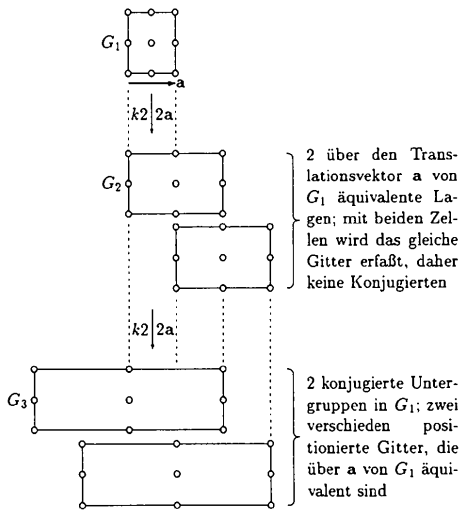 G₁
a
k2 2a
G₂
2 über den Trans-
lationsvektor a von
G₁ äquivalente La-
gen; mit beiden Zel-
len wird das gleiche
Gitter erfaßt, daher
keine Konjugierten
k2 2a
G₃
2 konjugierte Unter-
gruppen in G₁; zwei
verschieden posi-
tionierte Gitter, die
über a von G₁ äqui-
valent sind